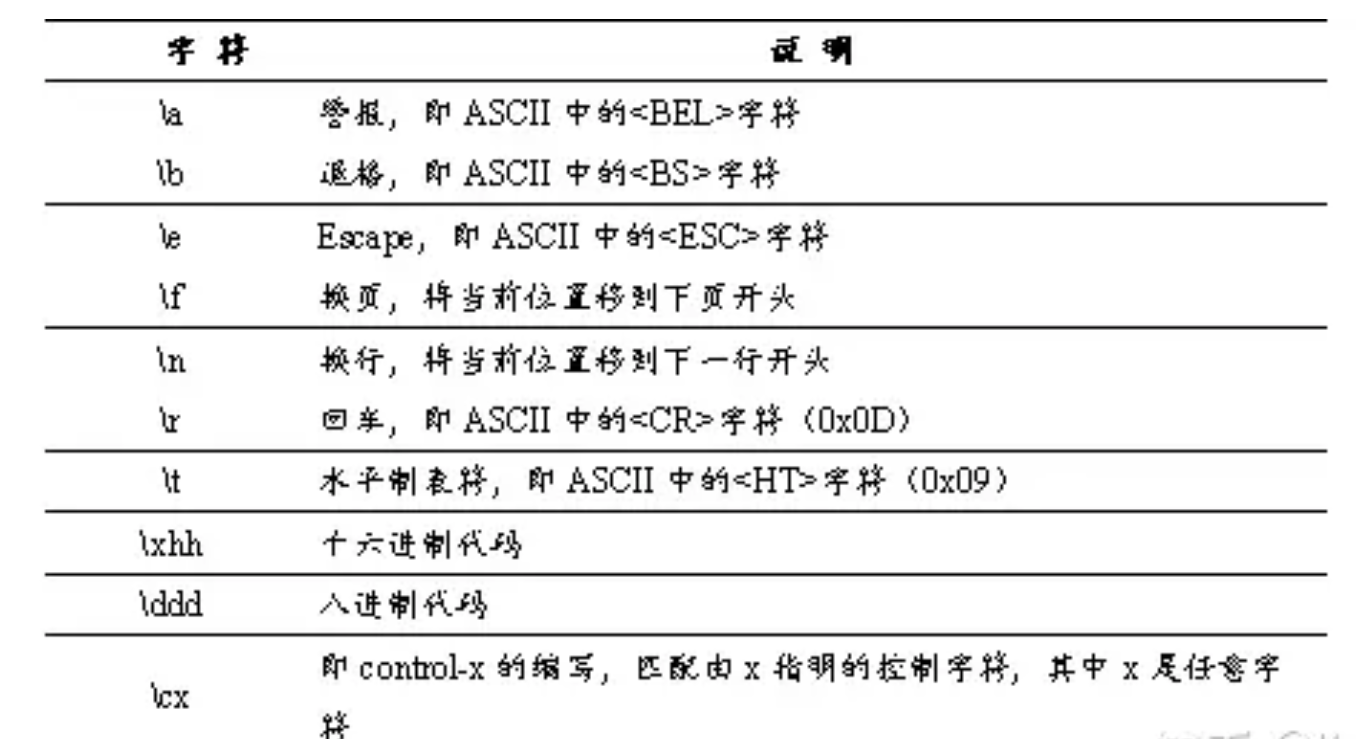 字 符 说 明
\a 警报，即 ASCII 中的<BEL>字符
\b 退格，即 ASCII 中的<BS>字符
\e Escape，即 ASCII 中的<ESC>字符
\f 换页，将当前位置移到下页开头
\n 换行，将当前位置移到下一行开头
\r 回车，即 ASCII 中的<CR>字符（0x0D）
\t 水平制表符，即 ASCII 中的<HT>字符（0x09）
\xhh 十六进制代码
\ddd 八进制代码
\cx 即 control-x 的缩写，匹配由 x 指明的控制字符，其中 x 是任意字
符